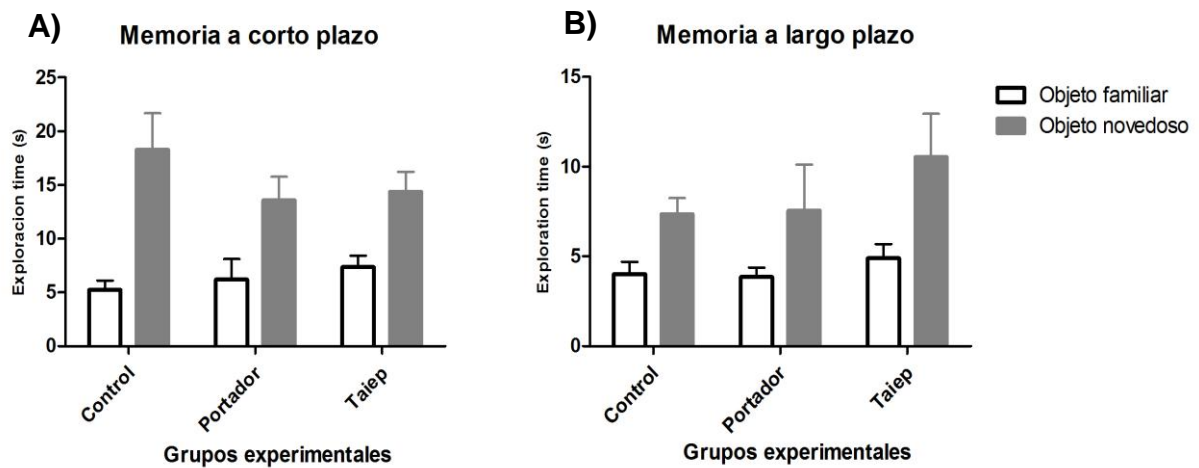 A)
Memoria a corto plazo
Exploracion time (s)
25
20
15
10
5
0
Control
Portador
Taiep
Grupos experimentales
B)
Memoria a largo plazo
Exploration time (s)
15
10
5
0
Control
Portador
Taiep
Grupos experimentales
Objeto familiar
Objeto novedoso